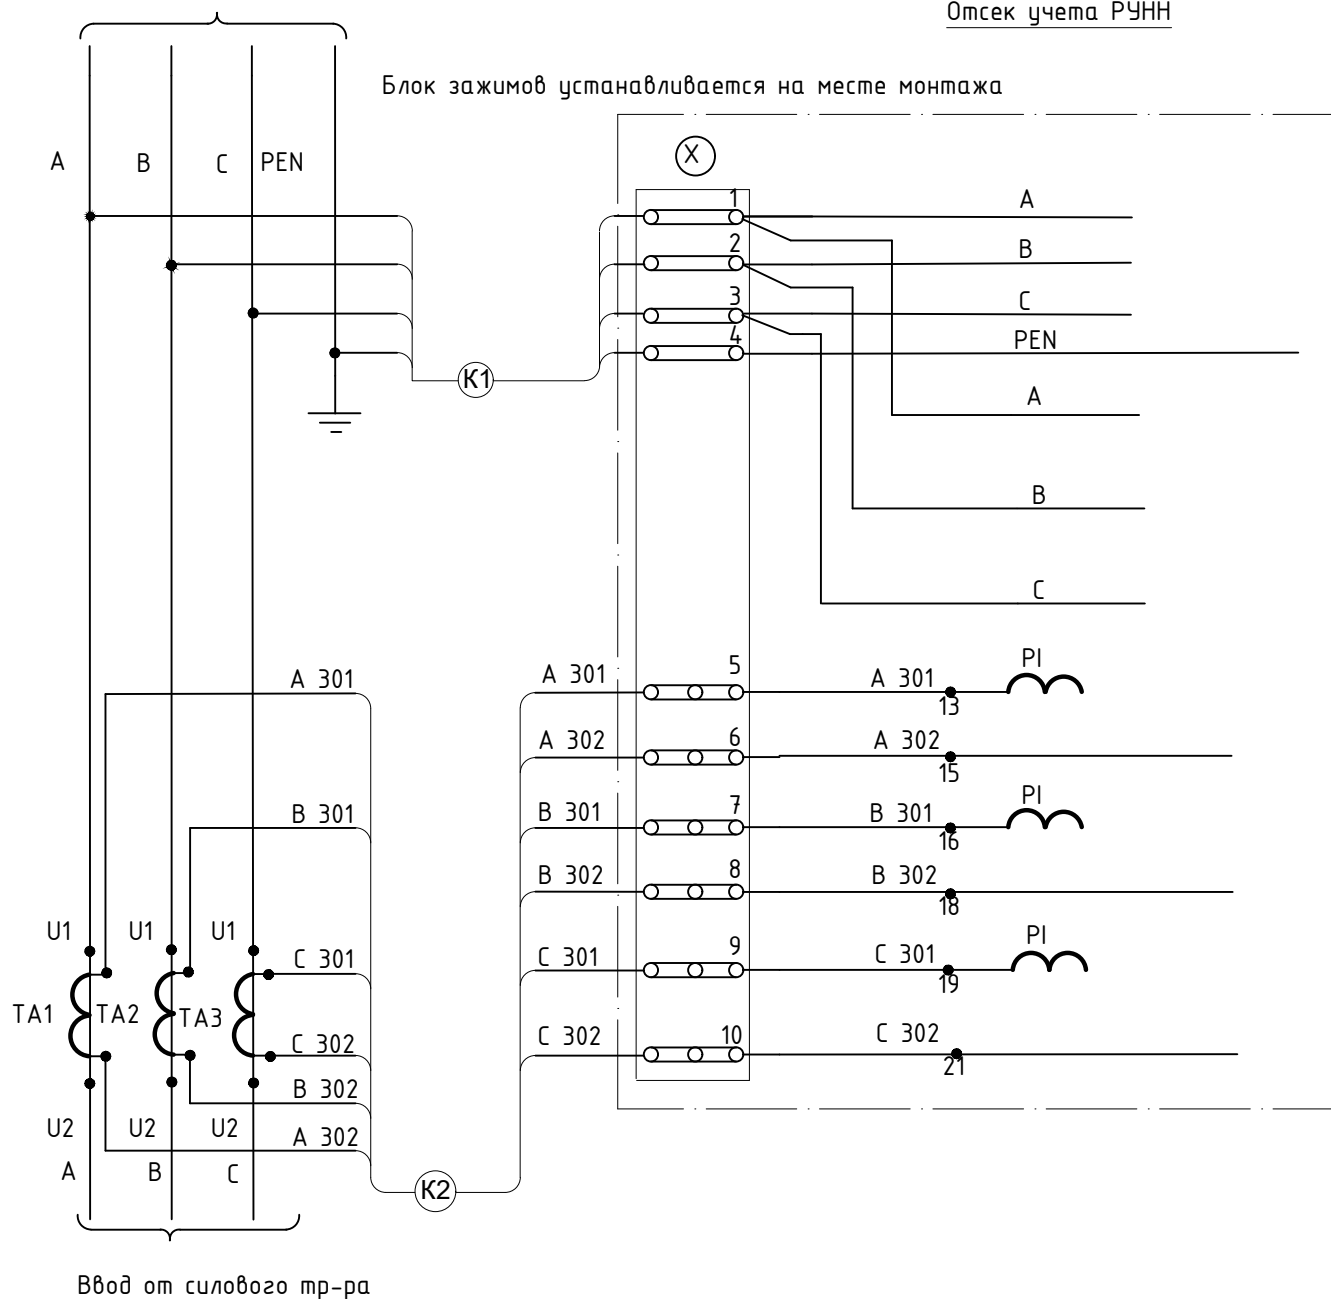 Отсек учета РУНН
Блок зажимов устанавливается на месте монтажа
A B C PEN
X
1 A
2 B
3 C
4 PEN
K1
A
B
C
A 301 A 301 5 A 301 13 PI
A 302 6 A 302 15
B 301 B 301 7 B 301 16 PI
B 302 8 B 302 18
U1 U1 U1
C 301 C 301 9 C 301 19 PI
TA1 TA2 TA3
C 302 C 302 10 C 302 21
B 302
U2 U2 U2 A 302
A B C
K2
Ввод от силового тр-ра